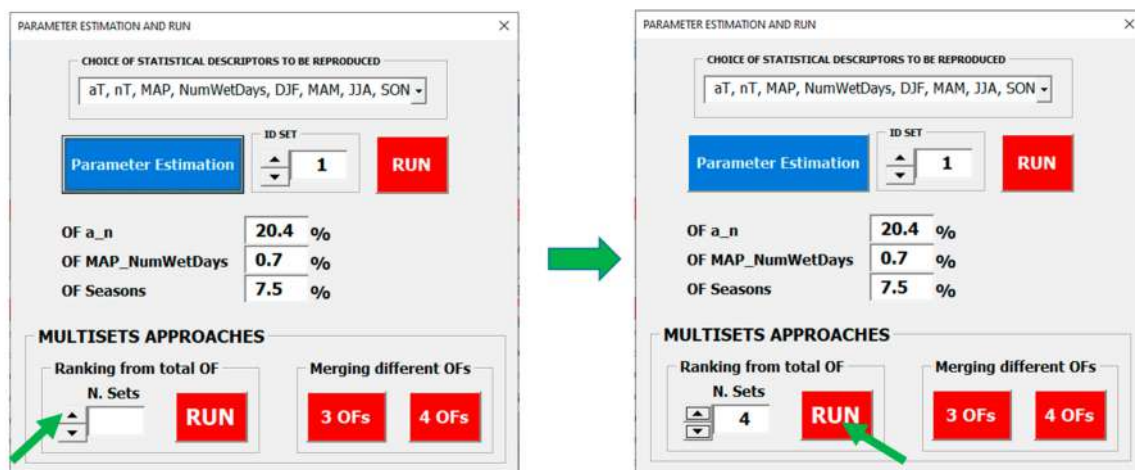 PARAMETER ESTIMATION AND RUN ×
CHOICE OF STATISTICAL DESCRIPTORS TO BE REPRODUCED
aT, nT, MAP, NumWetDays, DJF, MAM, JJA, SON
ID SET
Parameter Estimation 1 RUN
OF a_n 20.4 %
OF MAP_NumWetDays 0.7 %
OF Seasons 7.5 %
MULTISETS APPROACHES
Ranking from total OF Merging different OFs
N. Sets
RUN 3 OFs 4 OFs
PARAMETER ESTIMATION AND RUN ×
CHOICE OF STATISTICAL DESCRIPTORS TO BE REPRODUCED
aT, nT, MAP, NumWetDays, DJF, MAM, JJA, SON
ID SET
Parameter Estimation 1 RUN
OF a_n 20.4 %
OF MAP_NumWetDays 0.7 %
OF Seasons 7.5 %
MULTISETS APPROACHES
Ranking from total OF Merging different OFs
N. Sets
4 RUN 3 OFs 4 OFs